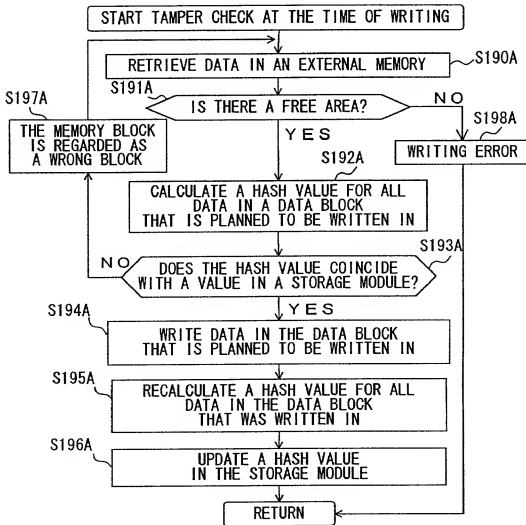 START TAMPER CHECK AT THE TIME OF WRITING
S190A
RETRIEVE DATA IN AN EXTERNAL MEMORY
S191A
IS THERE A FREE AREA?
NO
YES
S197A
THE MEMORY BLOCK
IS REGARDED AS
A WRONG BLOCK
S198A
WRITING ERROR
S192A
CALCULATE A HASH VALUE FOR ALL
DATA IN A DATA BLOCK
THAT IS PLANNED TO BE WRITTEN IN
S193A
NO
DOES THE HASH VALUE COINCIDE
WITH A VALUE IN A STORAGE MODULE?
YES
S194A
WRITE DATA IN THE DATA BLOCK
THAT IS PLANNED TO BE WRITTEN IN
S195A
RECALCULATE A HASH VALUE FOR ALL
DATA IN THE DATA BLOCK
THAT WAS WRITTEN IN
S196A
UPDATE A HASH VALUE
IN THE STORAGE MODULE
RETURN